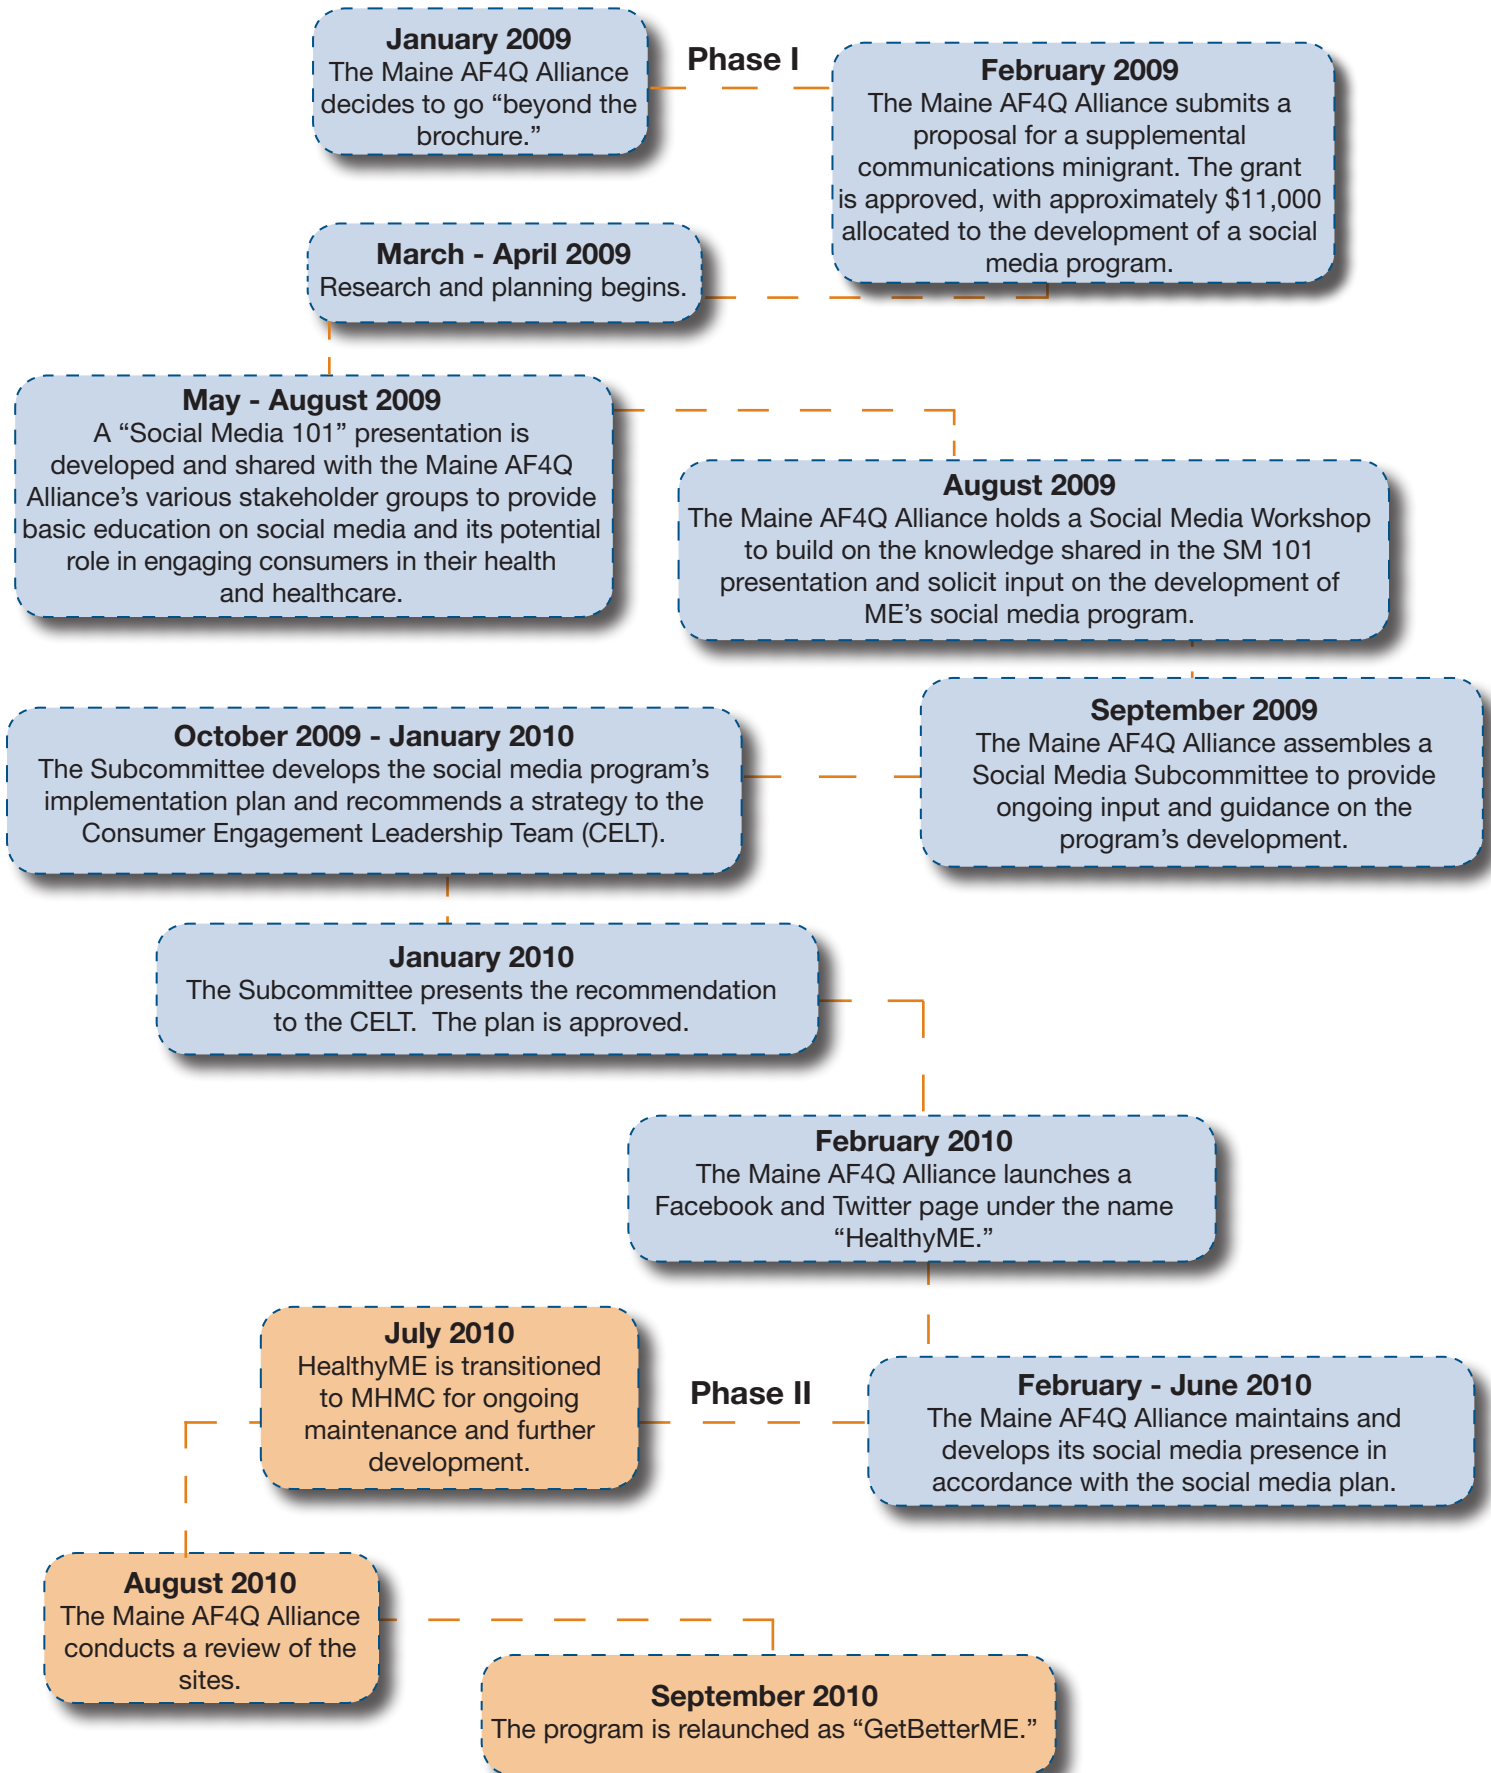 January 2009
The Maine AF4Q Alliance
decides to go “beyond the
brochure.”
Phase I
February 2009
The Maine AF4Q Alliance submits a
proposal for a supplemental
communications minigrant. The grant
is approved, with approximately $11,000
allocated to the development of a social
media program.
March - April 2009
Research and planning begins.
May - August 2009
A “Social Media 101” presentation is
developed and shared with the Maine AF4Q
Alliance’s various stakeholder groups to provide
basic education on social media and its potential
role in engaging consumers in their health
and healthcare.
August 2009
The Maine AF4Q Alliance holds a Social Media Workshop
to build on the knowledge shared in the SM 101
presentation and solicit input on the development of
ME’s social media program.
September 2009
The Maine AF4Q Alliance assembles a
Social Media Subcommittee to provide
ongoing input and guidance on the
program’s development.
October 2009 - January 2010
The Subcommittee develops the social media program’s
implementation plan and recommends a strategy to the
Consumer Engagement Leadership Team (CELT).
January 2010
The Subcommittee presents the recommendation
to the CELT.  The plan is approved.
February 2010
The Maine AF4Q Alliance launches a
Facebook and Twitter page under the name
“HealthyME.”
February - June 2010
The Maine AF4Q Alliance maintains and
develops its social media presence in
accordance with the social media plan.
Phase II
July 2010
HealthyME is transitioned
to MHMC for ongoing
maintenance and further
development.
August 2010
The Maine AF4Q Alliance
conducts a review of the
sites.
September 2010
The program is relaunched as “GetBetterME.”